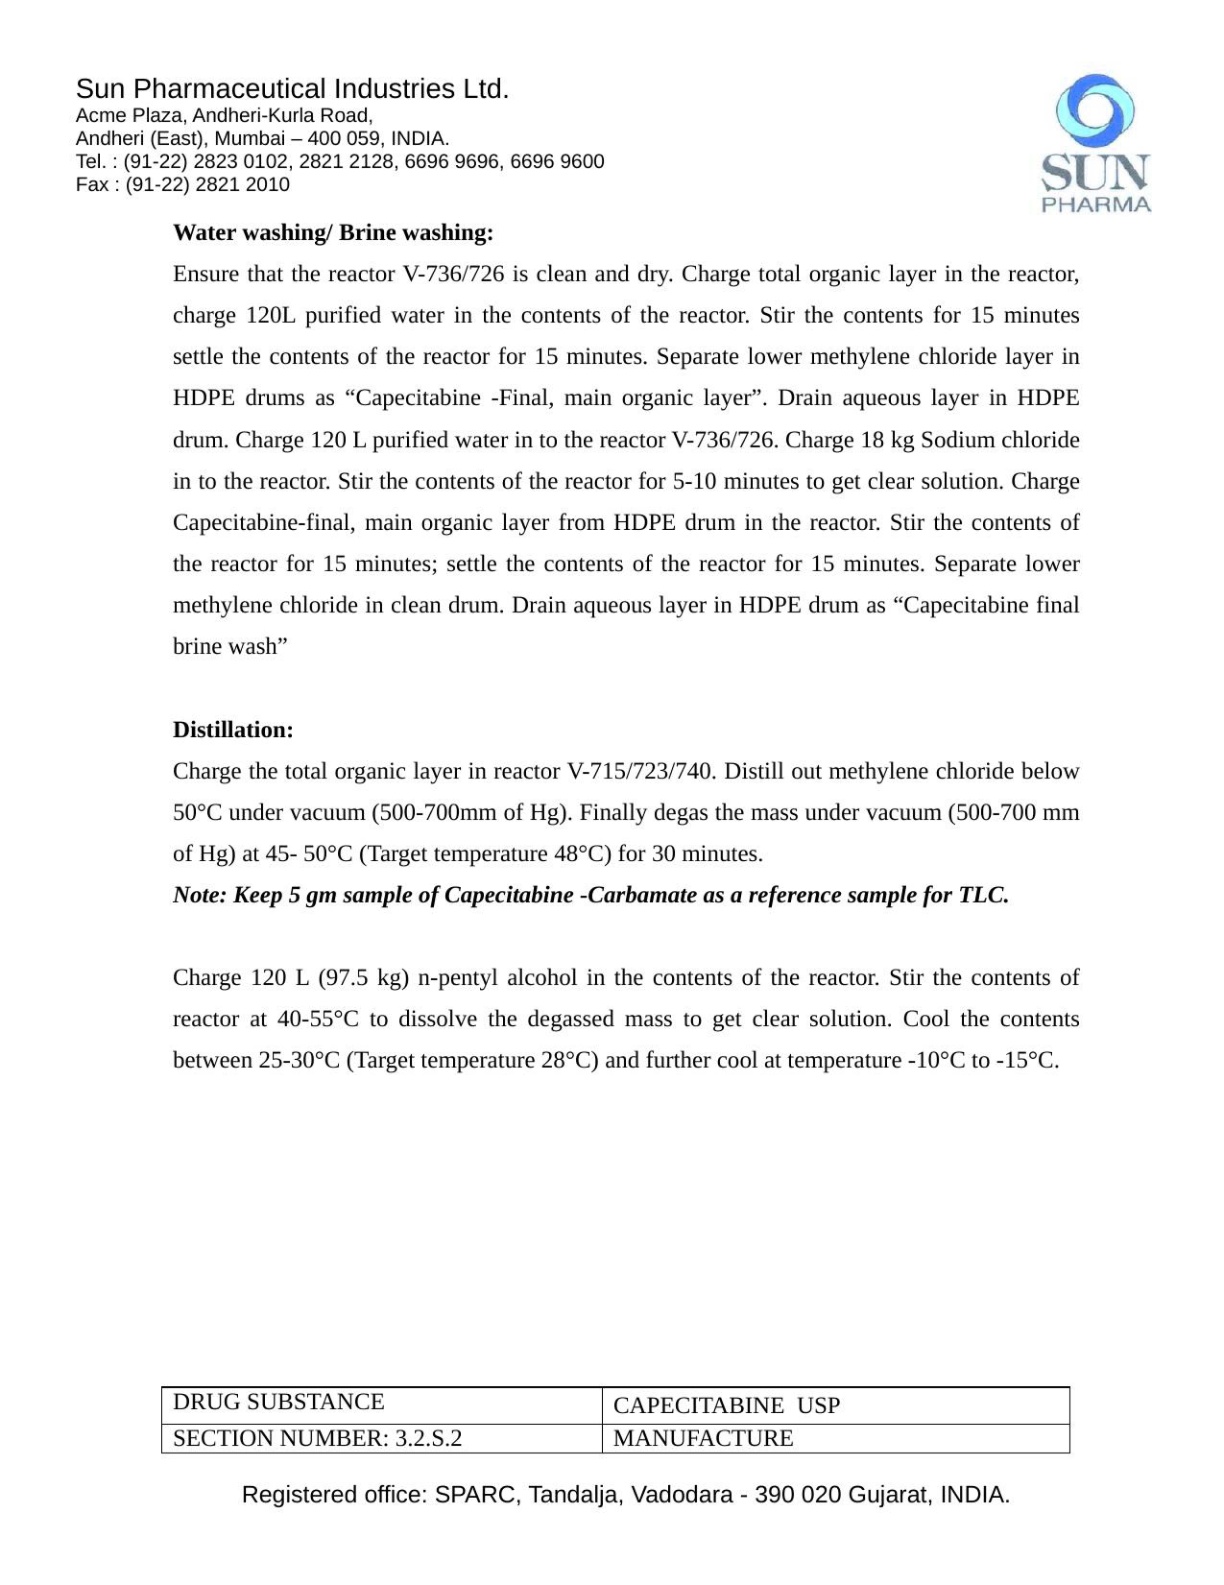 Sun Pharmaceutical Industries Ltd.
Acme Plaza, Andheri-Kurla Road,
Andheri (East), Mumbai – 400 059, INDIA.
Tel. : (91-22) 2823 0102, 2821 2128, 6696 9696, 6696 9600
Fax : (91-22) 2821 2010
SUN
PHARMA
Water washing/ Brine washing:
Ensure that the reactor V-736/726 is clean and dry. Charge total organic layer in the reactor,
charge 120L purified water in the contents of the reactor. Stir the contents for 15 minutes
settle the contents of the reactor for 15 minutes. Separate lower methylene chloride layer in
HDPE drums as “Capecitabine -Final, main organic layer”. Drain aqueous layer in HDPE
drum. Charge 120 L purified water in to the reactor V-736/726. Charge 18 kg Sodium chloride
in to the reactor. Stir the contents of the reactor for 5-10 minutes to get clear solution. Charge
Capecitabine-final, main organic layer from HDPE drum in the reactor. Stir the contents of
the reactor for 15 minutes; settle the contents of the reactor for 15 minutes. Separate lower
methylene chloride in clean drum. Drain aqueous layer in HDPE drum as “Capecitabine final
brine wash”
Distillation:
Charge the total organic layer in reactor V-715/723/740. Distill out methylene chloride below
50°C under vacuum (500-700mm of Hg). Finally degas the mass under vacuum (500-700 mm
of Hg) at 45- 50°C (Target temperature 48°C) for 30 minutes.
Note: Keep 5 gm sample of Capecitabine -Carbamate as a reference sample for TLC.
Charge 120 L (97.5 kg) n-pentyl alcohol in the contents of the reactor. Stir the contents of
reactor at 40-55°C to dissolve the degassed mass to get clear solution. Cool the contents
between 25-30°C (Target temperature 28°C) and further cool at temperature -10°C to -15°C.
DRUG SUBSTANCE
CAPECITABINE USP
SECTION NUMBER: 3.2.S.2
MANUFACTURE
Registered office: SPARC, Tandalja, Vadodara - 390 020 Gujarat, INDIA.